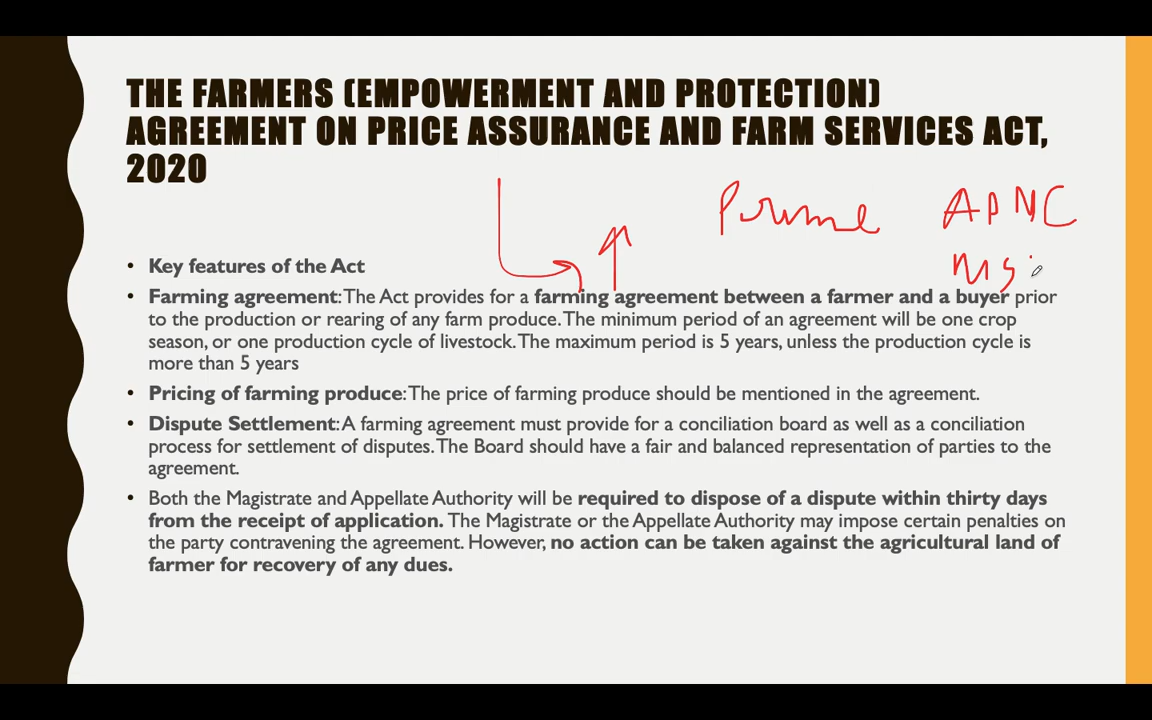 THE FARMERS (EMPOWERMENT AND PROTECTION)
AGREEMENT ON PRICE ASSURANCE AND FARM SERVICES ACT,
2020
APMC
• Key features of the Act
• Farming agreement: The Act provides for a farming agreement between a farmer and a buyer prior
to the production or rearing of any farm produce. The minimum period of an agreement will be one crop
season, or one production cycle of livestock. The maximum period is 5 years, unless the production cycle is
more than 5 years
• Pricing of farming produce: The price of farming produce should be mentioned in the agreement.
• Dispute Settlement: A farming agreement must provide for a conciliation board as well as a conciliation
process for settlement of disputes. The Board should have a fair and balanced representation of parties to the
agreement.
• Both the Magistrate and Appellate Authority will be required to dispose of a dispute within thirty days
from the receipt of application. The Magistrate or the Appellate Authority may impose certain penalties on
the party contravening the agreement. However, no action can be taken against the agricultural land of
farmer for recovery of any dues.